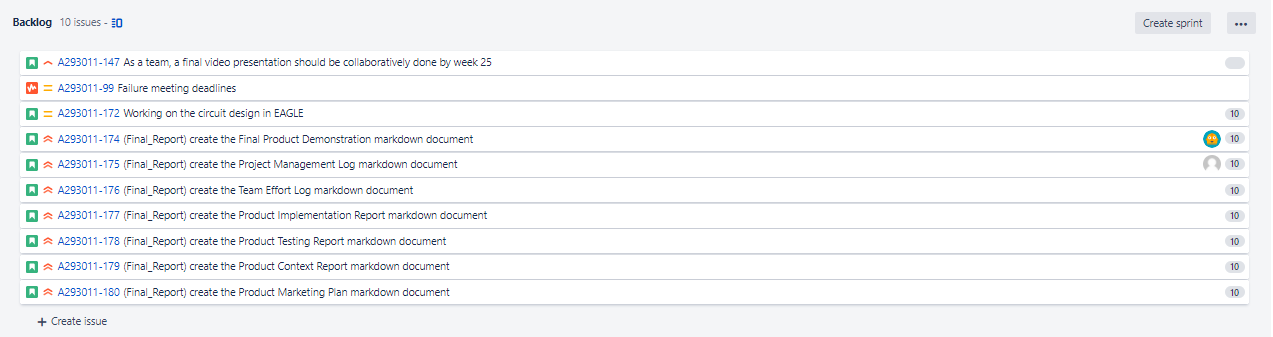 Backlog 10 issues - Create sprint ...
A293011-147 As a team, a final video presentation should be collaboratively done by week 25
A293011-99 Failure meeting deadlines
A293011-172 Working on the circuit design in EAGLE 10
A293011-174 (Final_Report) create the Final Product Demonstration markdown document 10
A293011-175 (Final_Report) create the Project Management Log markdown document 10
A293011-176 (Final_Report) create the Team Effort Log markdown document 10
A293011-177 (Final_Report) create the Product Implementation Report markdown document 10
A293011-178 (Final_Report) create the Product Testing Report markdown document 10
A293011-179 (Final_Report) create the Product Context Report markdown document 10
A293011-180 (Final_Report) create the Product Marketing Plan markdown document 10
+ Create issue